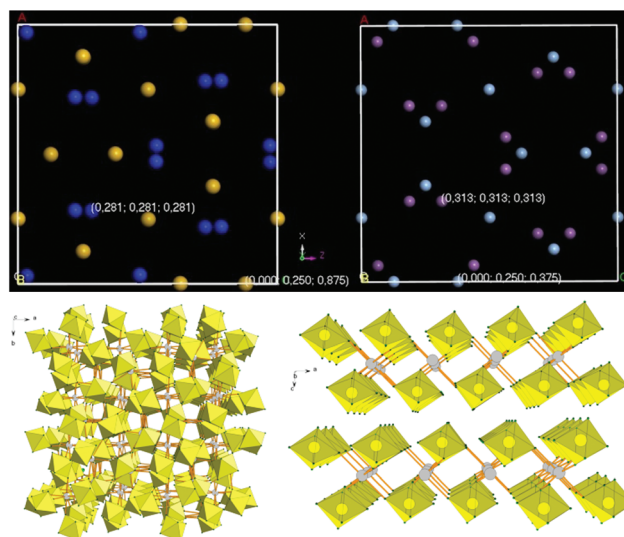 A
A
(0,281; 0,281; 0,281)
(0,313; 0,313; 0,313)
X
Z
(0,000; 0,250; 0,875)
(0,000; 0,250; 0,375)
c
a
b
b
a
c